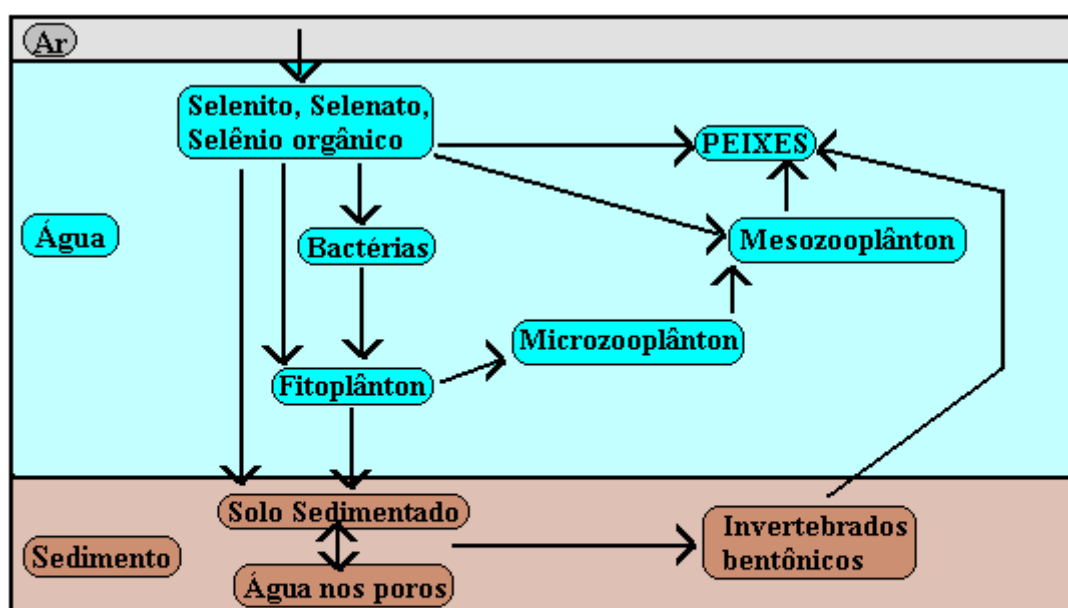 Ar
Selenito, Selenato,
Selênio orgânico
PEIXES
Água
Bactérias
Mesozooplânton
Microzooplânton
Fitoplânton
Solo Sedimentado
Invertebrados
bentônicos
Sedimento
Água nos poros